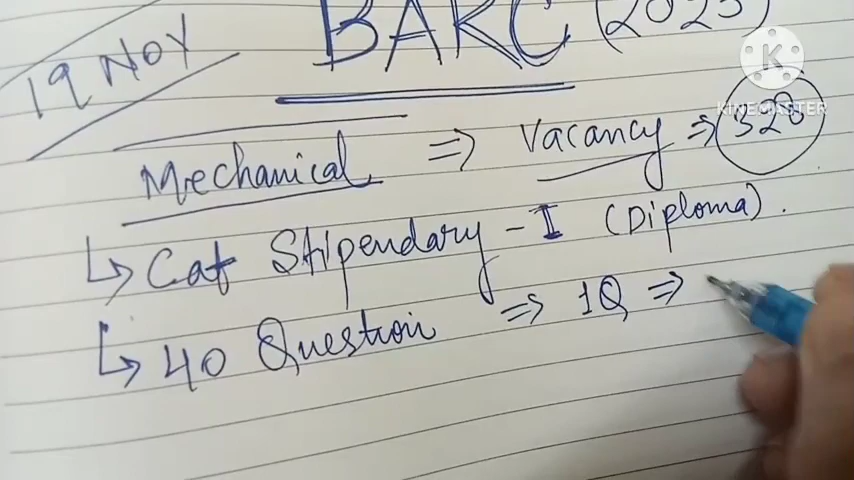 19 NOV
BARC (2023)
KINEMASTER
Mechanical => Vacancy => 320
↳ Cat Stipendary - I (Diploma).
↳ 40 Question => 1Q =>